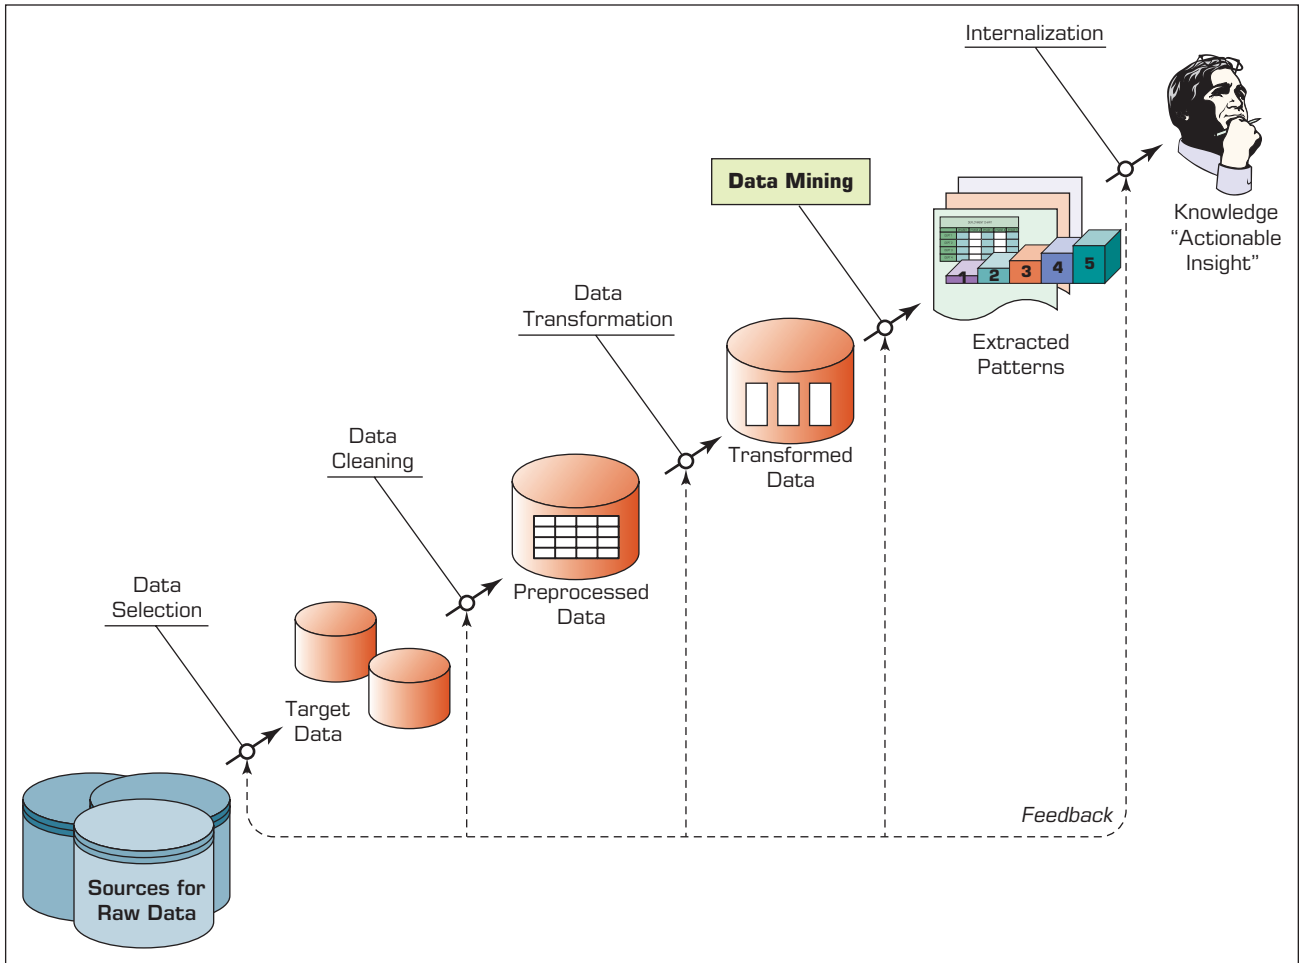 Internalization
Knowledge
“Actionable
Insight”
Data Mining
1 2 3 4 5
Extracted
Patterns
Data
Transformation
Transformed
Data
Data
Cleaning
Preprocessed
Data
Data
Selection
Target
Data
Feedback
Sources for
Raw Data